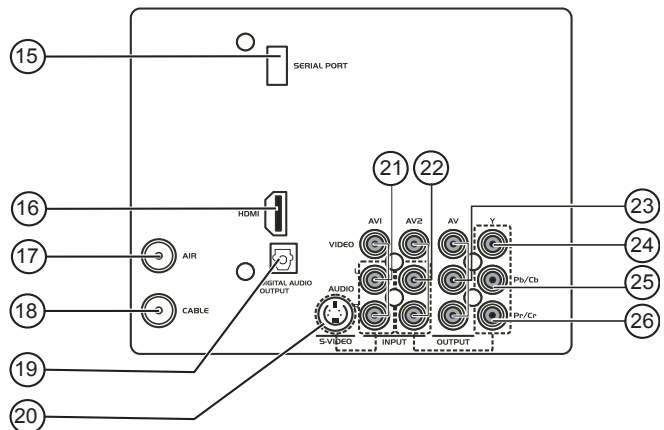 15
SERIAL PORT
21
22
16
HDMI
23
AV1
AV2
AV
Y
17
AIR
VIDEO
24
DIGITAL AUDIO
OUTPUT
L
Pb/Cb
25
AUDIO
18
CABLE
R
Pr/Cr
26
S-VIDEO
INPUT
OUTPUT
19
20